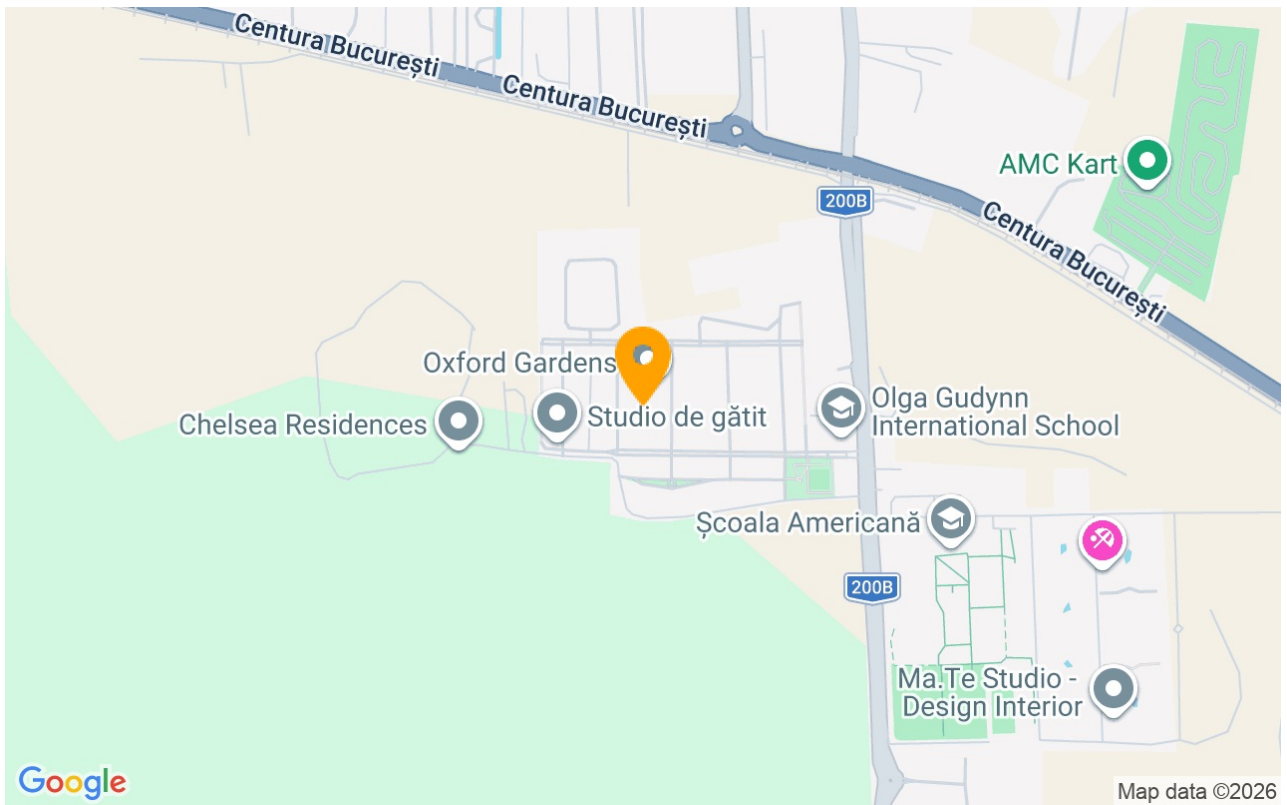 Centura București
Centura București
AMC Kart
200B
Centura București
Oxford Gardens
Chelsea Residences
Studio de gătit
Olga Gudynn
International School
Școala Americană
200B
Ma.Te Studio -
Design Interior
Google
Map data ©2026